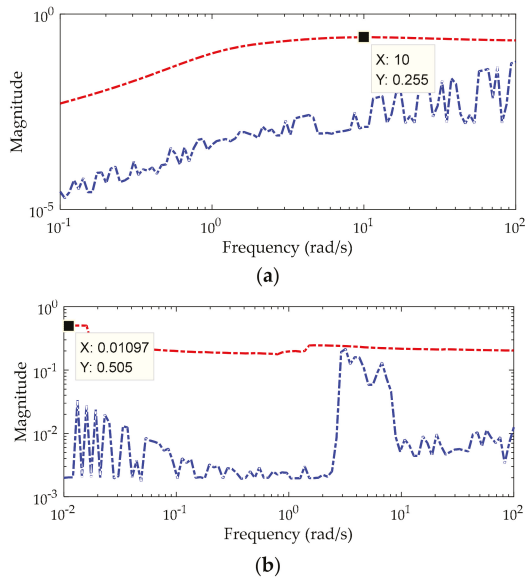 10^0
Magnitude
X: 10
Y: 0.255
10^-5
10^-1
10^0
10^1
10^2
Frequency (rad/s)
(a)
10^0
X: 0.01097
Y: 0.505
10^-1
Magnitude
10^-2
10^-3
10^-2
10^-1
10^0
10^1
10^2
Frequency (rad/s)
(b)